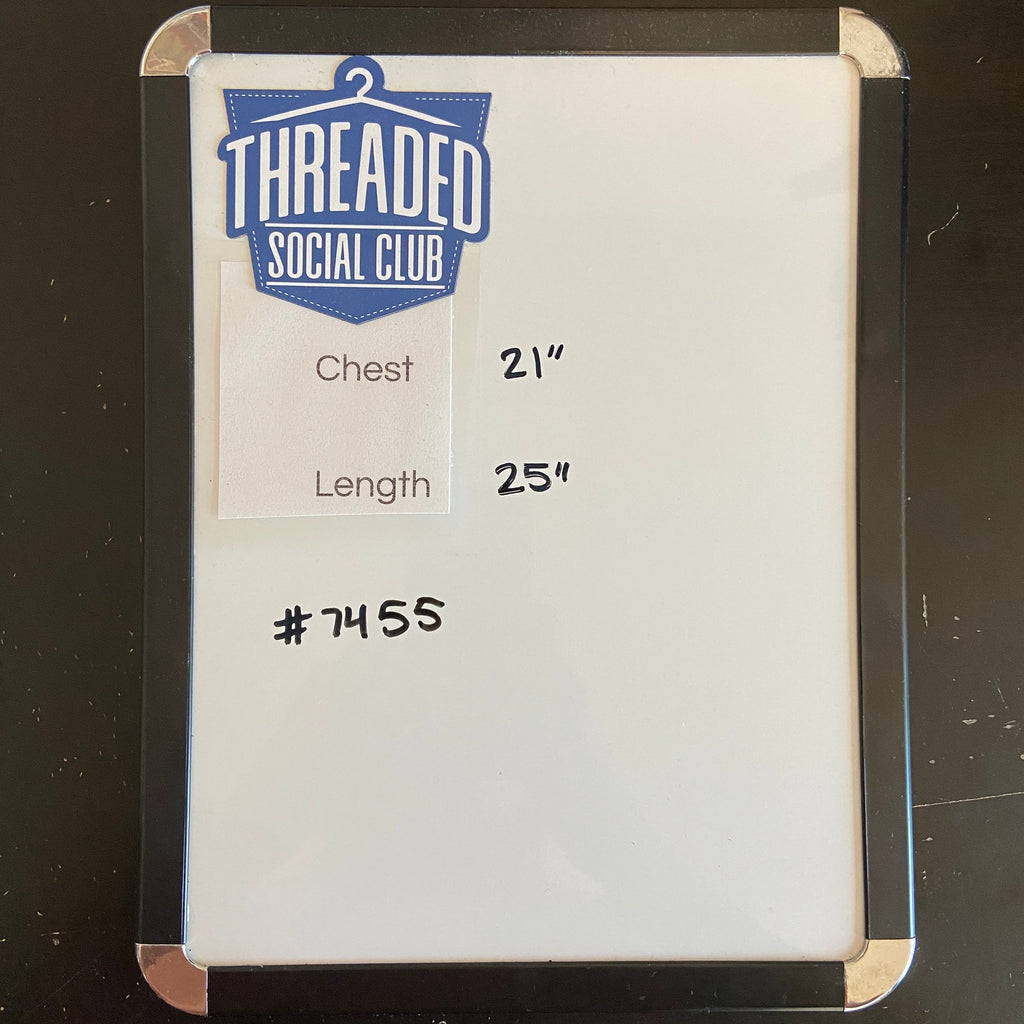 THREADED
SOCIAL CLUB
Chest 21"
Length 25"
#7455